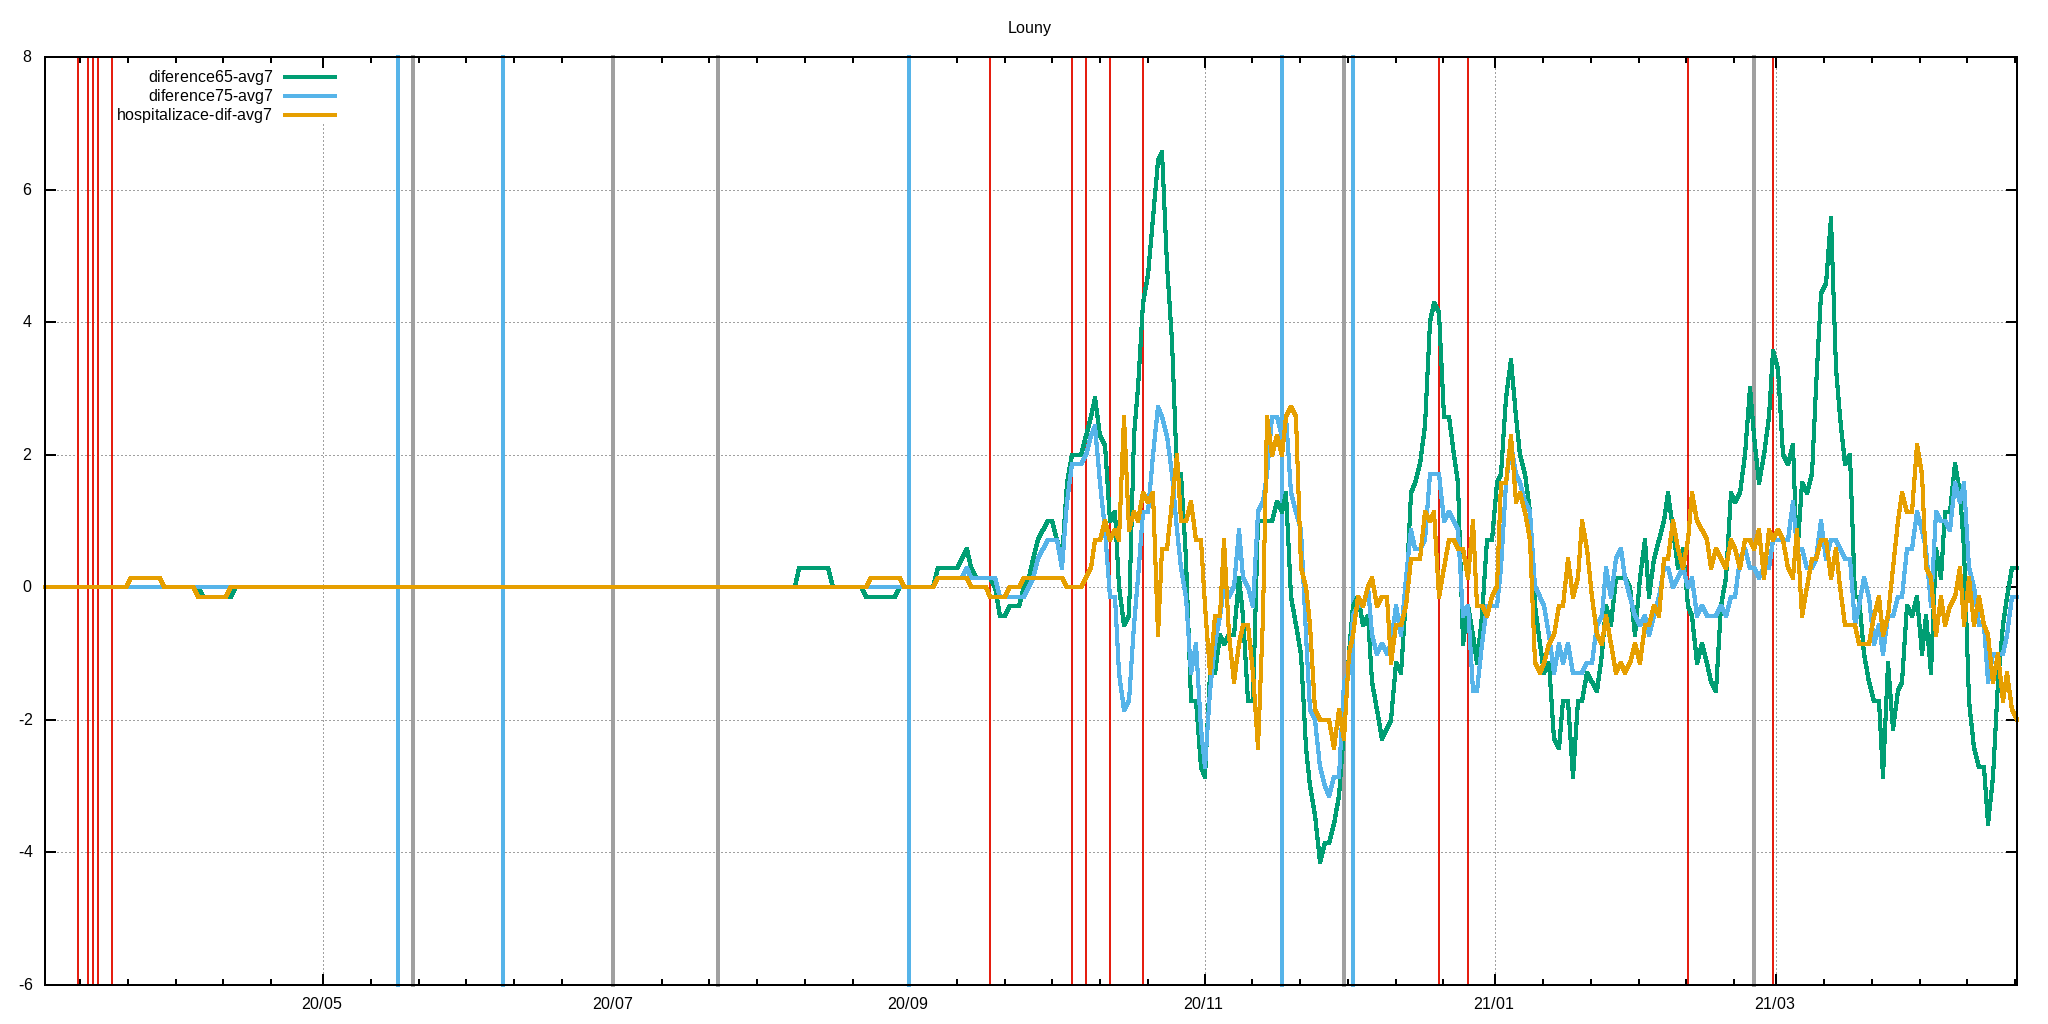 Louny
8
diference65-avg7
diference75-avg7
hospitalizace-dif-avg7
6
4
2
0
-2
-4
-6
20/05 20/07 20/09 20/11 21/01 21/03